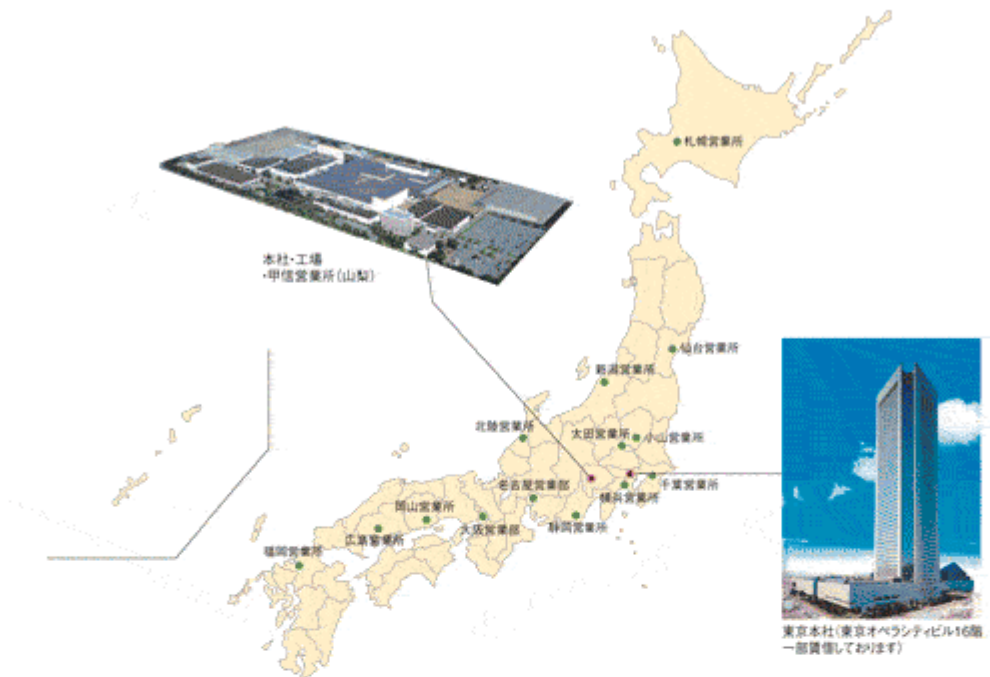 札幌営業所
本社・工場
・甲信営業所(山梨)
仙台営業所
新潟営業所
北陸営業所
太田営業所
小山営業所
千葉営業所
名古屋営業部
横浜営業所
岡山営業所
大阪営業部
静岡営業所
広島営業所
福岡営業所
東京本社(東京オペラシティビル16階
一部賃借しております)